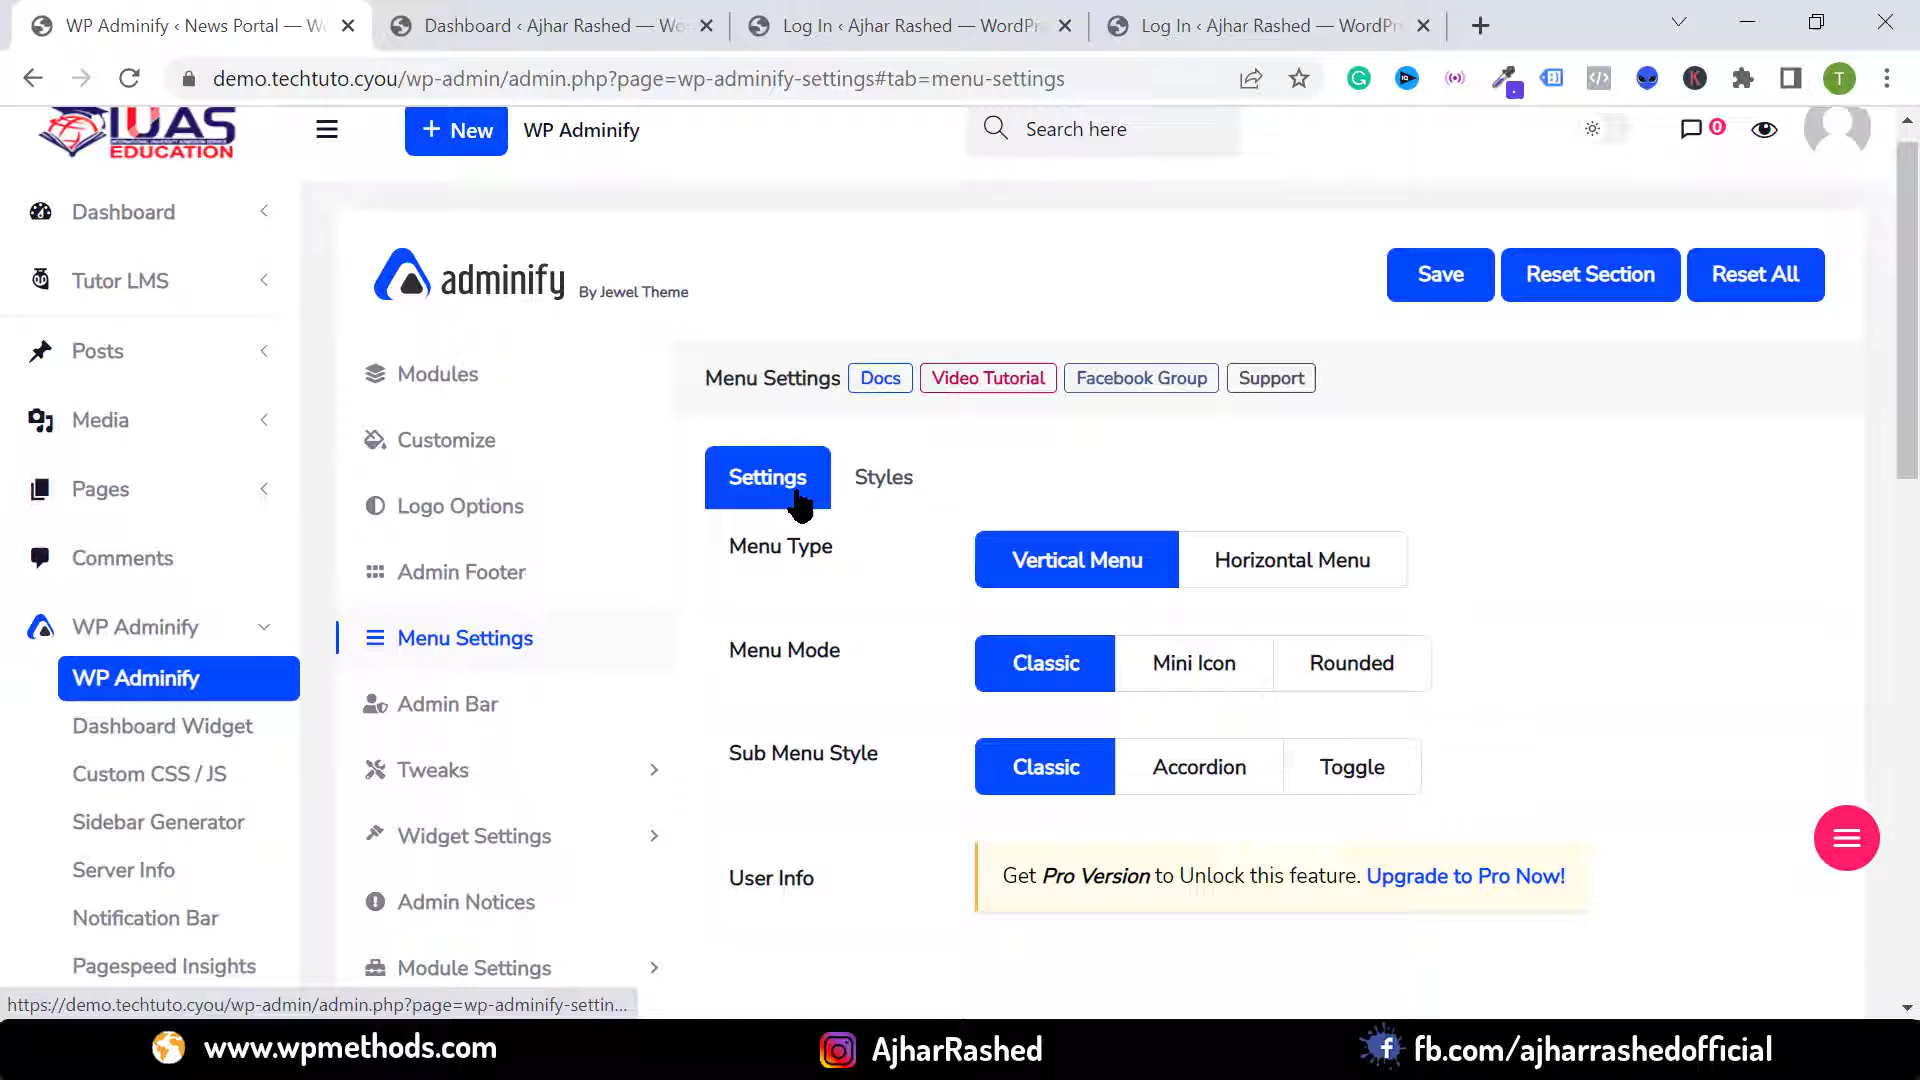 WP Adminify ‹ News Portal — W
Dashboard ‹ Ajhar Rashed — Wo
Log In ‹ Ajhar Rashed — WordPr
Log In ‹ Ajhar Rashed — WordPr
demo.techtuto.cyou/wp-admin/admin.php?page=wp-adminify-settings#tab=menu-settings
T
IUAS
EDUCATION
+ New
WP Adminify
Search here
0
Dashboard
Tutor LMS
Posts
Media
Pages
Comments
WP Adminify
WP Adminify
Dashboard Widget
Custom CSS / JS
Sidebar Generator
Server Info
Notification Bar
Pagespeed Insights
adminify By Jewel Theme
Save
Reset Section
Reset All
Modules
Customize
Logo Options
Admin Footer
Menu Settings
Admin Bar
Tweaks
Widget Settings
Admin Notices
Module Settings
Menu Settings
Docs
Video Tutorial
Facebook Group
Support
Settings
Styles
Menu Type
Vertical Menu
Horizontal Menu
Menu Mode
Classic
Mini Icon
Rounded
Sub Menu Style
Classic
Accordion
Toggle
User Info
Get Pro Version to Unlock this feature. Upgrade to Pro Now!
https://demo.techtuto.cyou/wp-admin/admin.php?page=wp-adminify-settin...
www.wpmethods.com
AjharRashed
fb.com/ajharrashedofficial